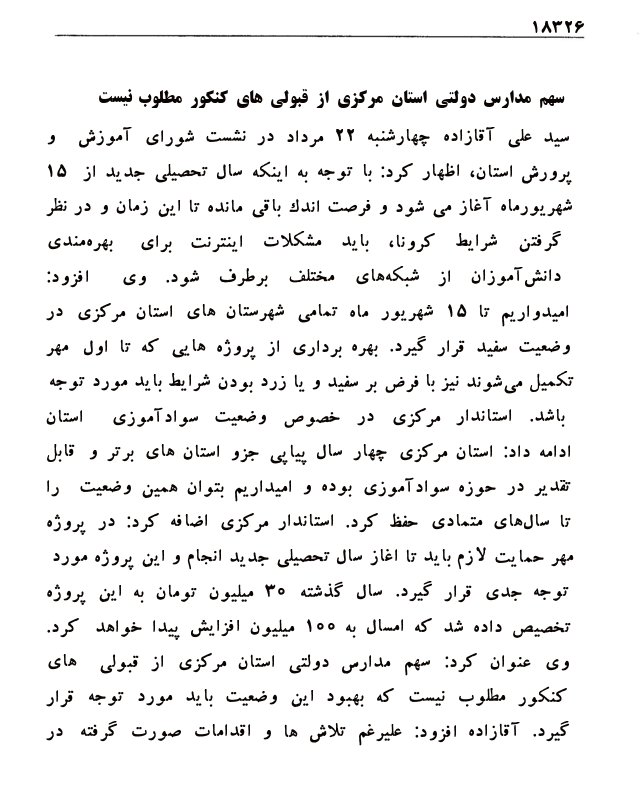 ۱۸۳۲۶
سهم مدارس دولتی استان مرکزی از قبولی های کنکور مطلوب نیست
سید علی آقازاده چهارشنبه ۲۲ مرداد در نشست شورای آموزش و
پرورش استان، اظهار کرد: با توجه به اینکه سال تحصیلی جدید از ۱۵
شهریورماه آغاز می شود و فرصت اندك باقی مانده تا این زمان و در نظر
گرفتن شرایط کرونا، باید مشکلات اینترنت برای بهره‌مندی
دانش‌آموزان از شبکه‌های مختلف برطرف شود. وی افزود:
امیدواریم تا ۱۵ شهریور ماه تمامی شهرستان های استان مرکزی در
وضعیت سفید قرار گیرد. بهره برداری از پروژه هایی که تا اول مهر
تکمیل می‌شوند نیز با فرض بر سفید و یا زرد بودن شرایط باید مورد توجه
باشد. استاندار مرکزی در خصوص وضعیت سوادآموزی استان
ادامه داد: استان مرکزی چهار سال پیاپی جزو استان های برتر و قابل
تقدیر در حوزه سوادآموزی بوده و امیداریم بتوان همین وضعیت را
تا سال‌های متمادی حفظ کرد. استاندار مرکزی اضافه کرد: در پروژه
مهر حمایت لازم باید تا اغاز سال تحصیلی جدید انجام و این پروژه مورد
توجه جدی قرار گیرد. سال گذشته ۳۰ میلیون تومان به این پروژه
تخصیص داده شد که امسال به ۱۰۰ میلیون افزایش پیدا خواهد کرد.
وی عنوان کرد: سهم مدارس دولتی استان مرکزی از قبولی های
کنکور مطلوب نیست که بهبود این وضعیت باید مورد توجه قرار
گیرد. آقازاده افزود: علیرغم تلاش ها و اقدامات صورت گرفته در